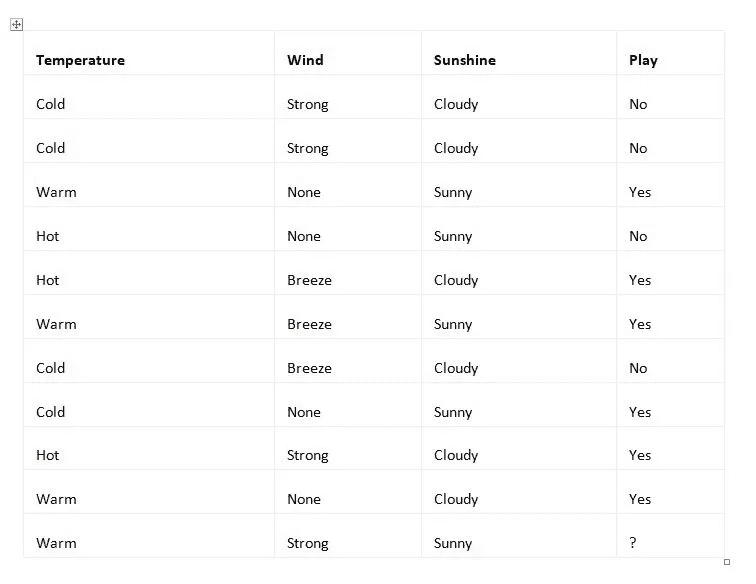 Temperature Wind Sunshine Play
Cold Strong Cloudy No
Cold Strong Cloudy No
Warm None Sunny Yes
Hot None Sunny No
Hot Breeze Cloudy Yes
Warm Breeze Sunny Yes
Cold Breeze Cloudy No
Cold None Sunny Yes
Hot Strong Cloudy Yes
Warm None Cloudy Yes
Warm Strong Sunny ?